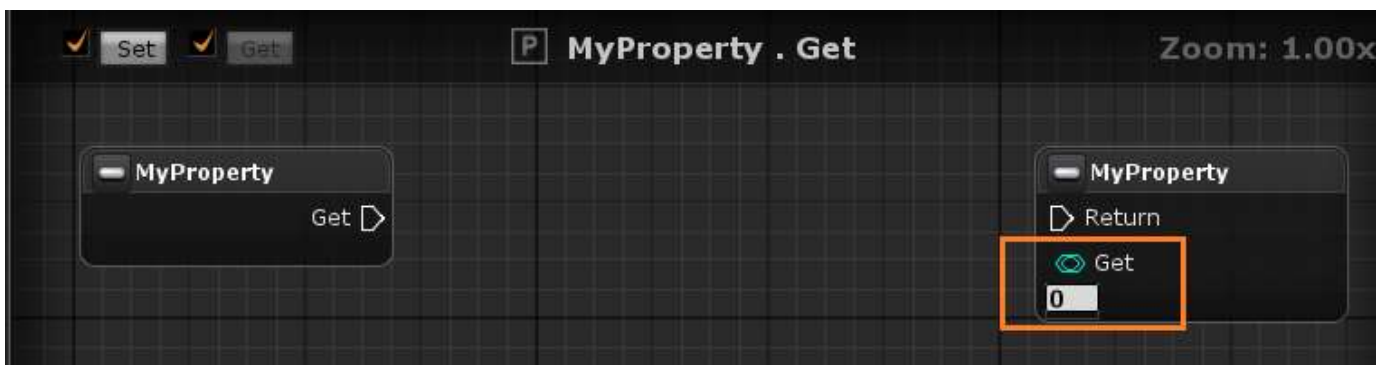 Set Get P MyProperty . Get Zoom: 1.00x
MyProperty
Get
MyProperty
Return
Get
0